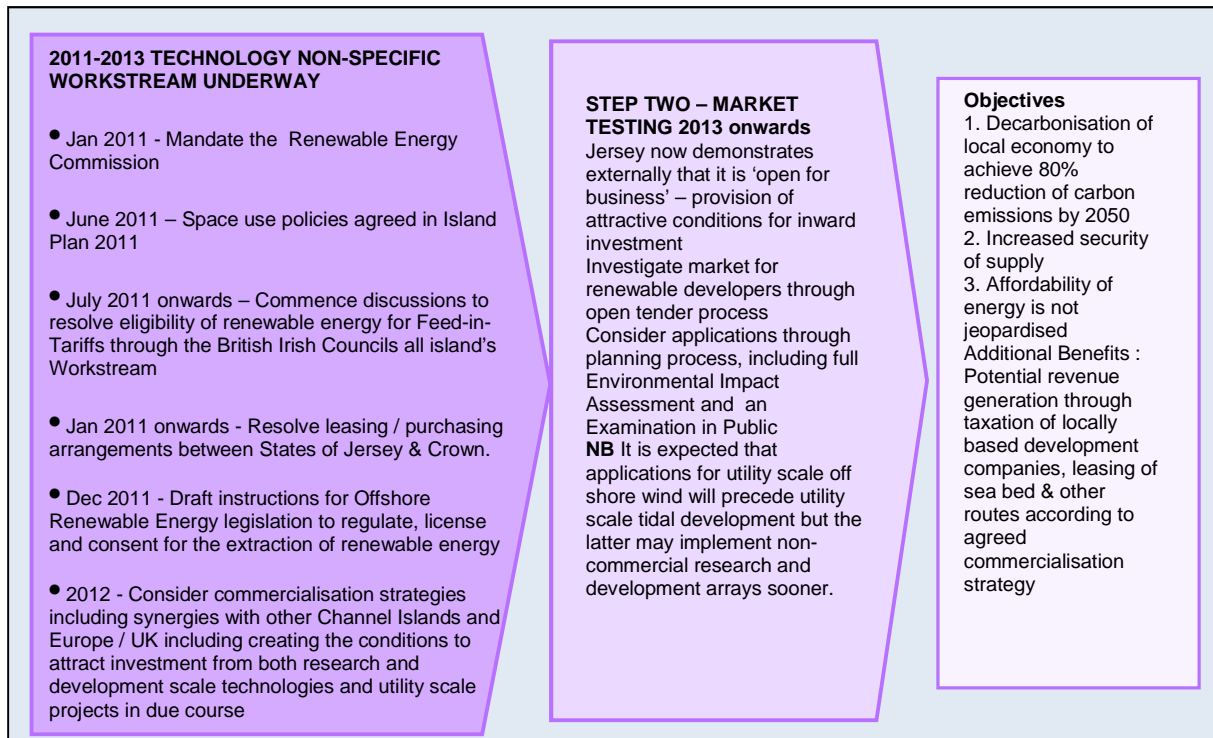 2011-2013 TECHNOLOGY NON-SPECIFIC
WORKSTREAM UNDERWAY
• Jan 2011 - Mandate the Renewable Energy
Commission
• June 2011 – Space use policies agreed in Island
Plan 2011
• July 2011 onwards – Commence discussions to
resolve eligibility of renewable energy for Feed-in-
Tariffs through the British Irish Councils all island's
Workstream
• Jan 2011 onwards - Resolve leasing / purchasing
arrangements between States of Jersey & Crown.
• Dec 2011 - Draft instructions for Offshore
Renewable Energy legislation to regulate, license
and consent for the extraction of renewable energy
• 2012 - Consider commercialisation strategies
including synergies with other Channel Islands and
Europe / UK including creating the conditions to
attract investment from both research and
development scale technologies and utility scale
projects in due course
STEP TWO – MARKET
TESTING 2013 onwards
Jersey now demonstrates
externally that it is 'open for
business' – provision of
attractive conditions for inward
investment
Investigate market for
renewable developers through
open tender process
Consider applications through
planning process, including full
Environmental Impact
Assessment and an
Examination in Public
NB It is expected that
applications for utility scale off
shore wind will precede utility
scale tidal development but the
latter may implement non-
commercial research and
development arrays sooner.
Objectives
1. Decarbonisation of
local economy to
achieve 80%
reduction of carbon
emissions by 2050
2. Increased security
of supply
3. Affordability of
energy is not
jeopardised
Additional Benefits :
Potential revenue
generation through
taxation of locally
based development
companies, leasing of
sea bed & other
routes according to
agreed
commercialisation
strategy